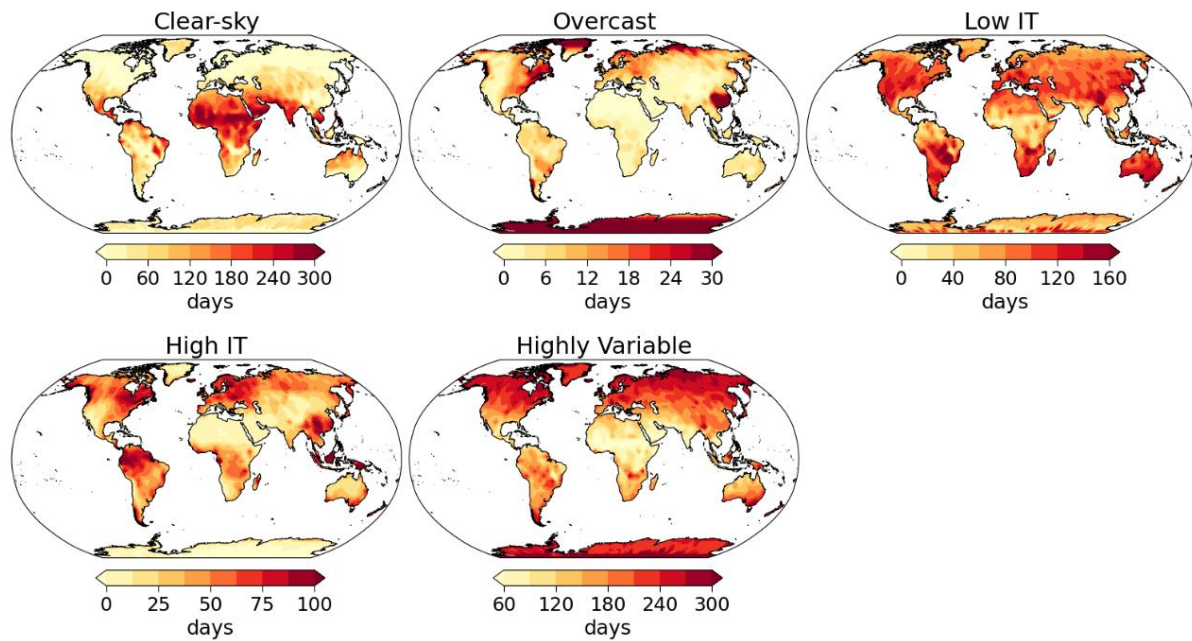 Clear-sky
Overcast
Low IT
0 60 120 180 240 300
days
0 6 12 18 24 30
days
0 40 80 120 160
days
High IT
Highly Variable
0 25 50 75 100
days
60 120 180 240 300
days